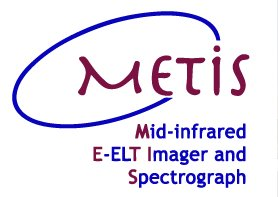 METIS
Mid-infrared
E-ELT Imager and
Spectrograph